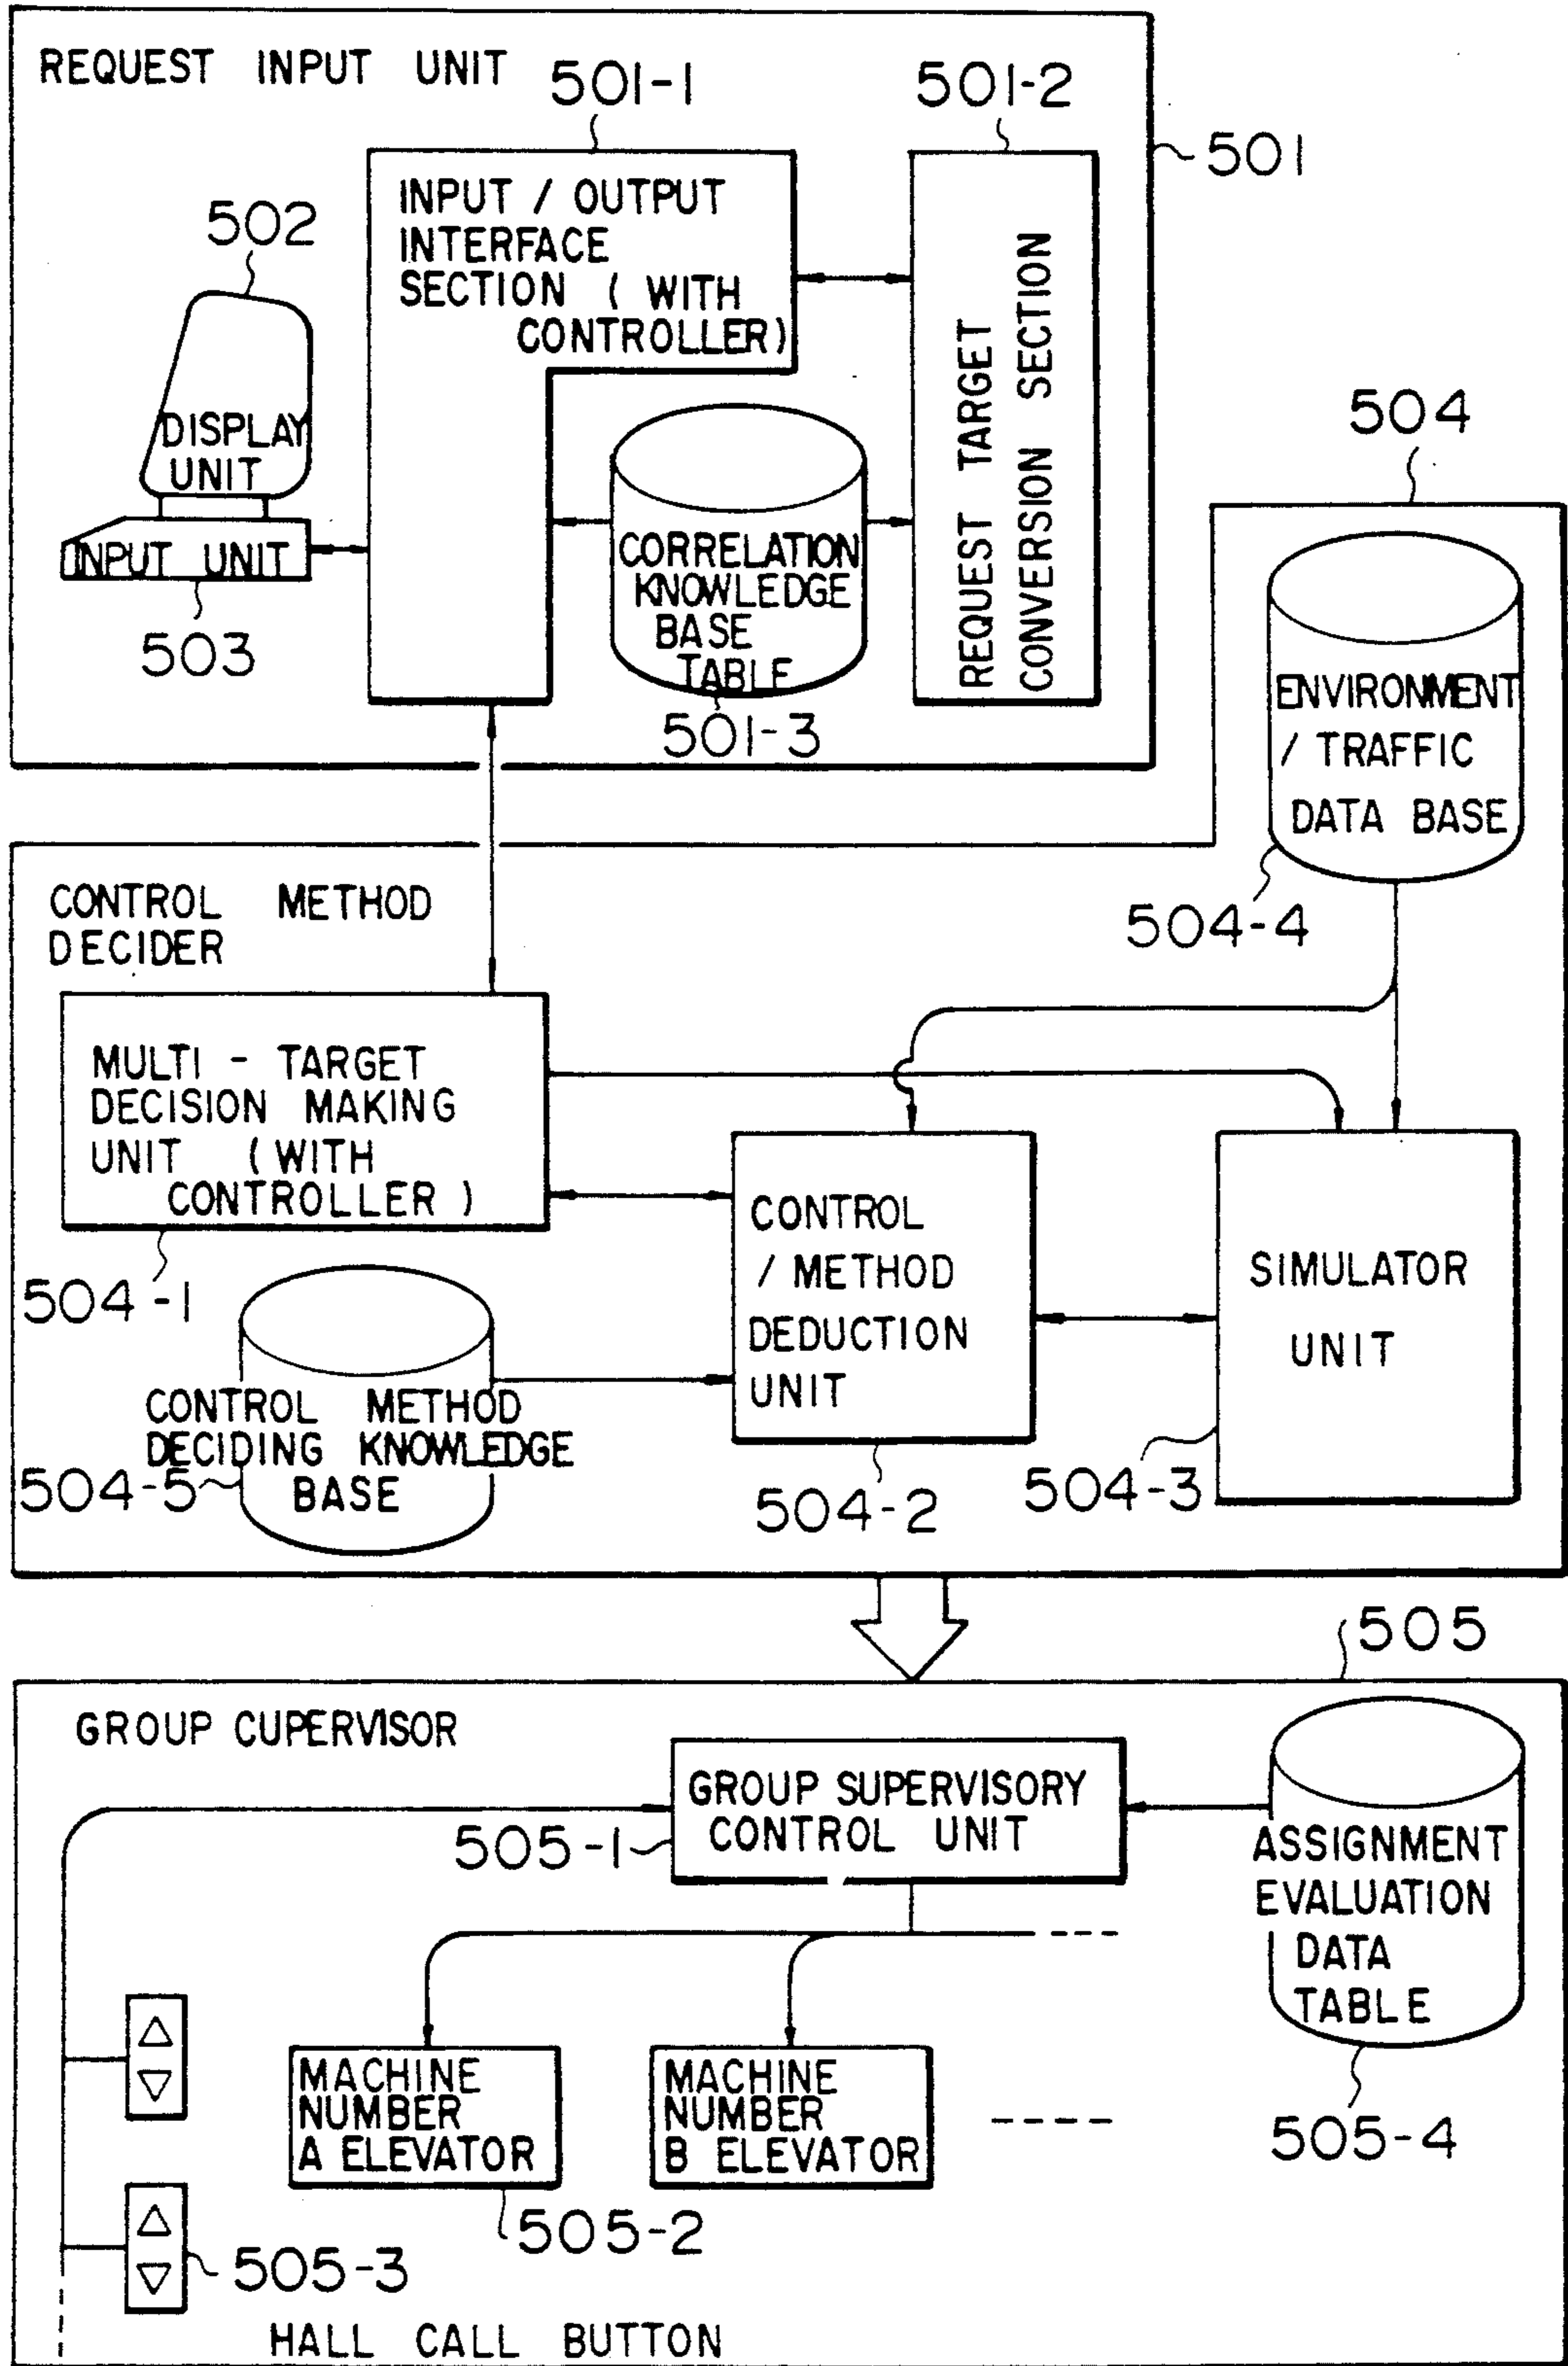 REQUEST INPUT UNIT
501-1
501-2
501
502
INPUT / OUTPUT
INTERFACE
SECTION ( WITH
CONTROLLER)
DISPLAY
UNIT
INPUT UNIT
503
CORRELATION
KNOWLEDGE
BASE
TABLE
501-3
REQUEST TARGET
CONVERSION SECTION
504
ENVIRONMENT
/ TRAFFIC
DATA BASE
504-4
CONTROL METHOD
DECIDER
MULTI - TARGET
DECISION MAKING
UNIT (WITH
CONTROLLER )
504-1
CONTROL
/ METHOD
DEDUCTION
UNIT
504-2
SIMULATOR
UNIT
504-3
CONTROL METHOD
DECIDING KNOWLEDGE
BASE
504-5
505
GROUP CUPERVISOR
GROUP SUPERVISORY
CONTROL UNIT
505-1
ASSIGNMENT
EVALUATION
DATA
TABLE
505-4
MACHINE
NUMBER
A ELEVATOR
505-2
MACHINE
NUMBER
B ELEVATOR
505-3
HALL CALL BUTTON